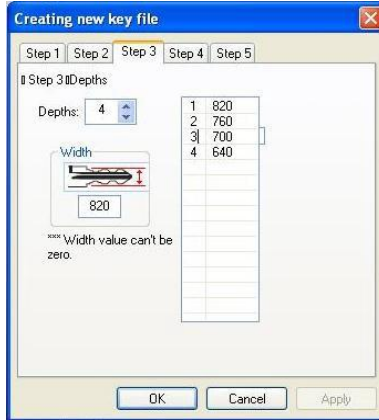 Creating new key file
Step 1 Step 2 Step 3 Step 4 Step 5
Step 3 Depths
Depths: 4
1 820
2 760
3 700
4 640
Width
820
*** Width value can't be
zero.
OK Cancel Apply